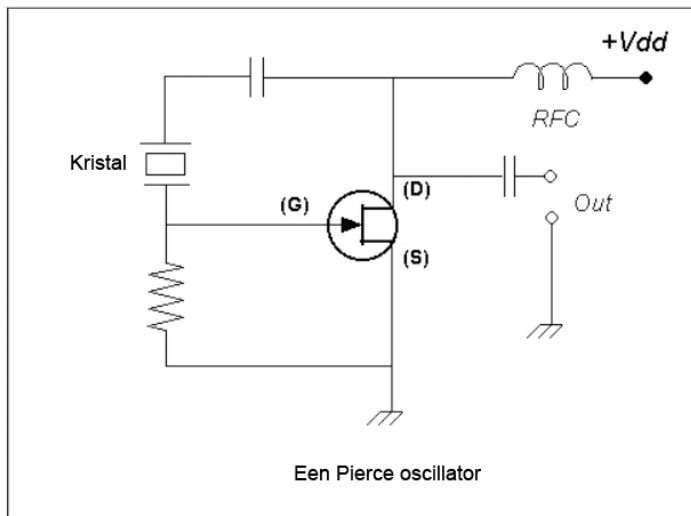 +Vdd
RFC
Kristal
(G)
(D)
Out
(S)
Een Pierce oscillator